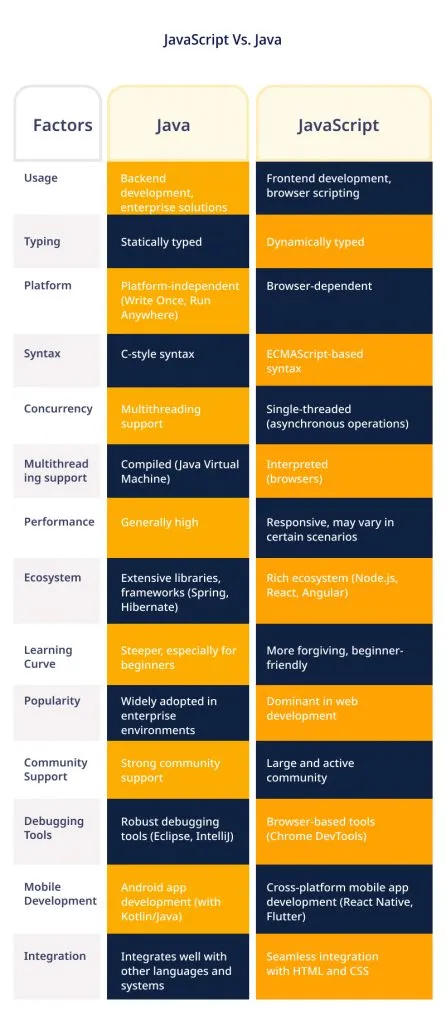 JavaScript Vs. Java
Factors
Java
JavaScript
Usage
Backend
development,
enterprise solutions
Frontend development,
browser scripting
Typing
Statically typed
Dynamically typed
Platform
Platform-independent
(Write Once, Run
Anywhere)
Browser-dependent
Syntax
C-style syntax
ECMAScript-based
syntax
Concurrency
Multithreading
support
Single-threaded
(asynchronous operations)
Multithread
ing support
Compiled (Java Virtual
Machine)
Interpreted
(browsers)
Performance
Generally high
Responsive, may vary in
certain scenarios
Ecosystem
Extensive libraries,
frameworks (Spring,
Hibernate)
Rich ecosystem (Node.js,
React, Angular)
Learning
Curve
Steeper, especially for
beginners
More forgiving, beginner-
friendly
Popularity
Widely adopted in
enterprise
environments
Dominant in web
development
Community
Support
Strong community
support
Large and active
community
Debugging
Tools
Robust debugging
tools (Eclipse, IntelliJ)
Browser-based tools
(Chrome DevTools)
Mobile
Development
Android app
development (with
Kotlin/Java)
Cross-platform mobile app
development (React Native,
Flutter)
Integration
Integrates well with
other languages and
systems
Seamless integration
with HTML and CSS